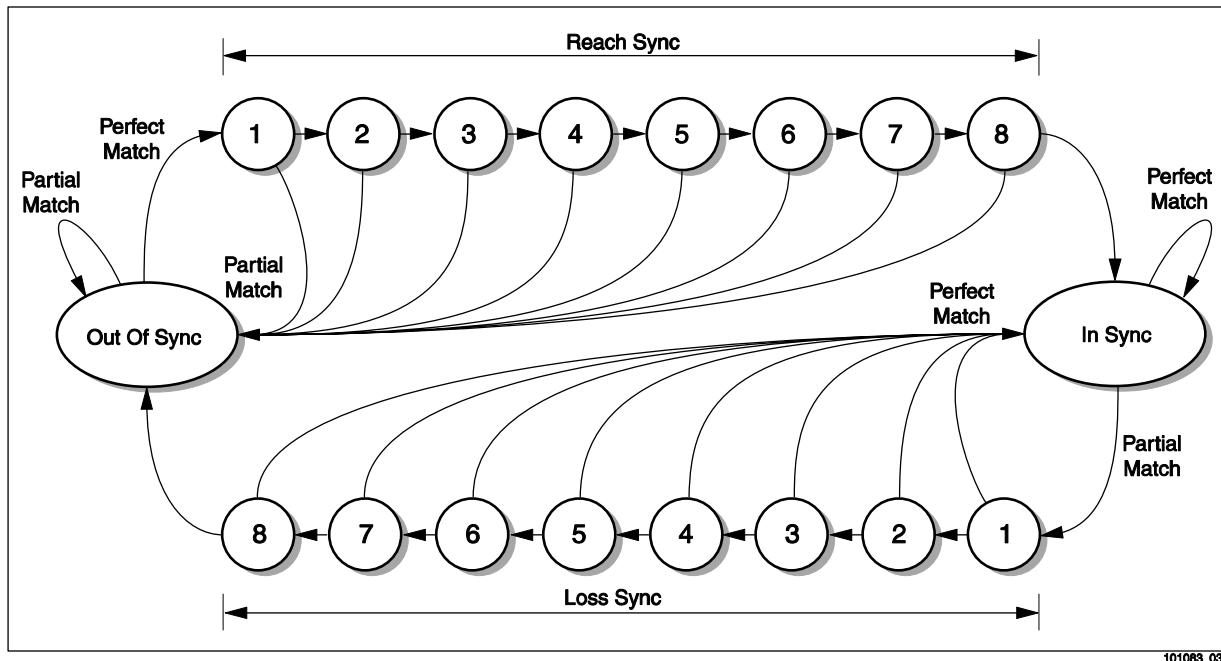 Reach Sync
Perfect
Match
1 2 3 4 5 6 7 8
Partial
Match
Perfect
Match
Partial
Match
Perfect
Match
Out Of Sync
In Sync
Partial
Match
8 7 6 5 4 3 2 1
Loss Sync